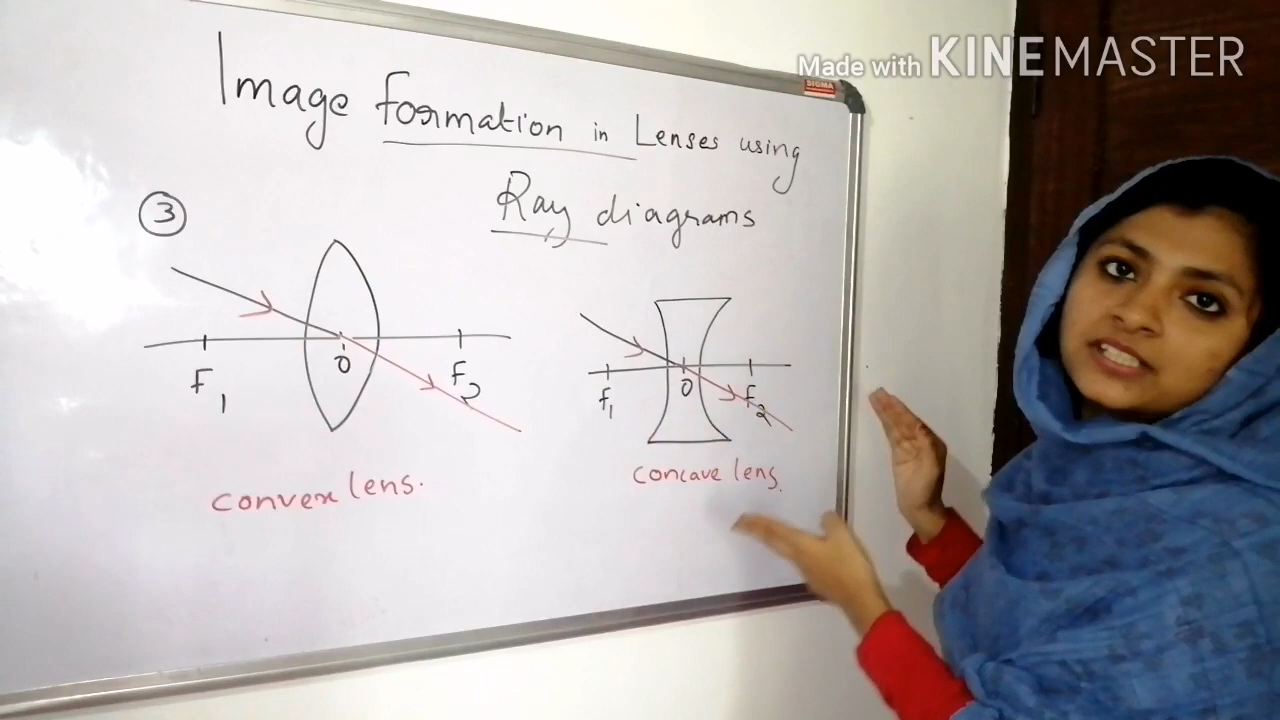 Made with KINEMASTER
SIGMA
Image formation in Lenses using
Ray diagrams
3
F1
O
F2
convex lens.
F1
O
F2
concave lens.